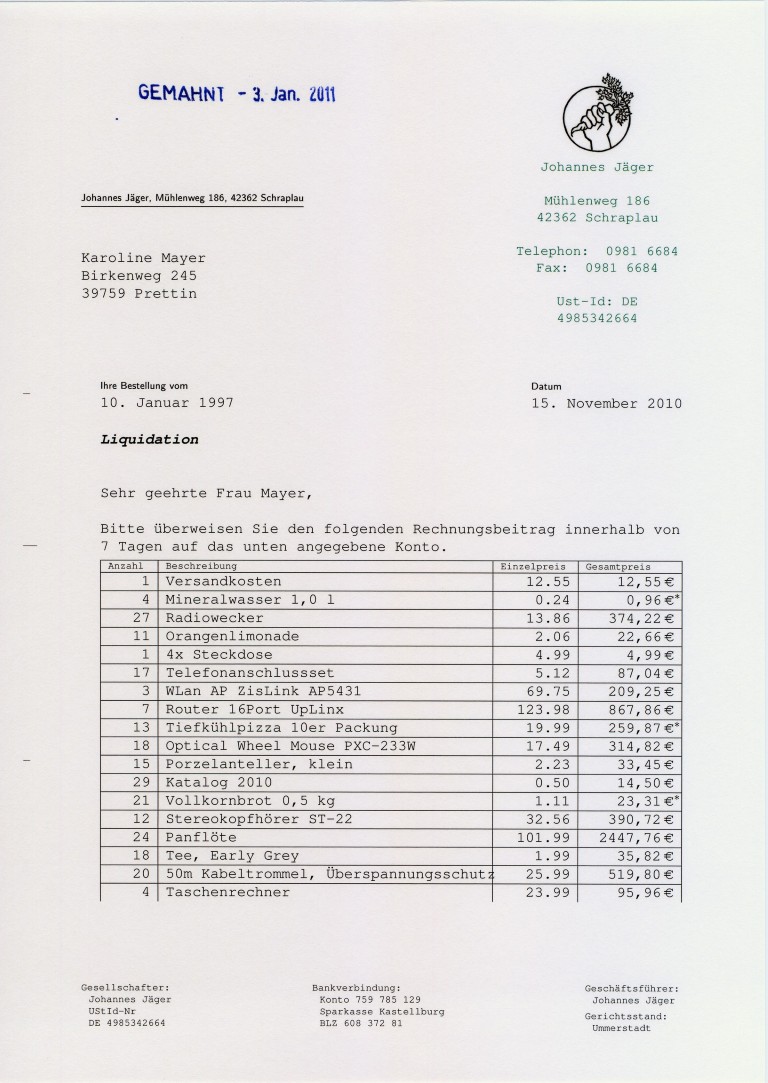 GEMAHNT - 3. Jan. 2011
Johannes Jäger
Mühlenweg 186
42362 Schraplau
Telephon: 0981 6684
Fax: 0981 6684
Ust-Id: DE
4985342664
Johannes Jäger, Mühlenweg 186, 42362 Schraplau
Karoline Mayer
Birkenweg 245
39759 Prettin
Ihre Bestellung vom Datum
10. Januar 1997 15. November 2010
Liquidation
Sehr geehrte Frau Mayer,
Bitte überweisen Sie den folgenden Rechnungsbeitrag innerhalb von
7 Tagen auf das unten angegebene Konto.
Anzahl Beschreibung Einzelpreis Gesamtpreis
1 Versandkosten 12.55 12,55€
4 Mineralwasser 1,0 l 0.24 0,96€*
27 Radiowecker 13.86 374,22€
11 Orangenlimonade 2.06 22,66€
1 4x Steckdose 4.99 4,99€
17 Telefonanschlussset 5.12 87,04€
3 WLan AP ZisLink AP5431 69.75 209,25€
7 Router 16Port UpLinx 123.98 867,86€
13 Tiefkühlpizza 10er Packung 19.99 259,87€*
18 Optical Wheel Mouse PXC-233W 17.49 314,82€
15 Porzelanteller, klein 2.23 33,45€
29 Katalog 2010 0.50 14,50€
21 Vollkornbrot 0,5 kg 1.11 23,31€*
12 Stereokopfhörer ST-22 32.56 390,72€
24 Panflöte 101.99 2447,76€
18 Tee, Early Grey 1.99 35,82€
20 50m Kabeltrommel, Überspannungsschutz 25.99 519,80€
4 Taschenrechner 23.99 95,96€
Gesellschafter:
Johannes Jäger
UStId-Nr
DE 4985342664
Bankverbindung:
Konto 759 785 129
Sparkasse Kastellburg
BLZ 608 372 81
Geschäftsführer:
Johannes Jäger
Gerichtsstand:
Ummerstadt